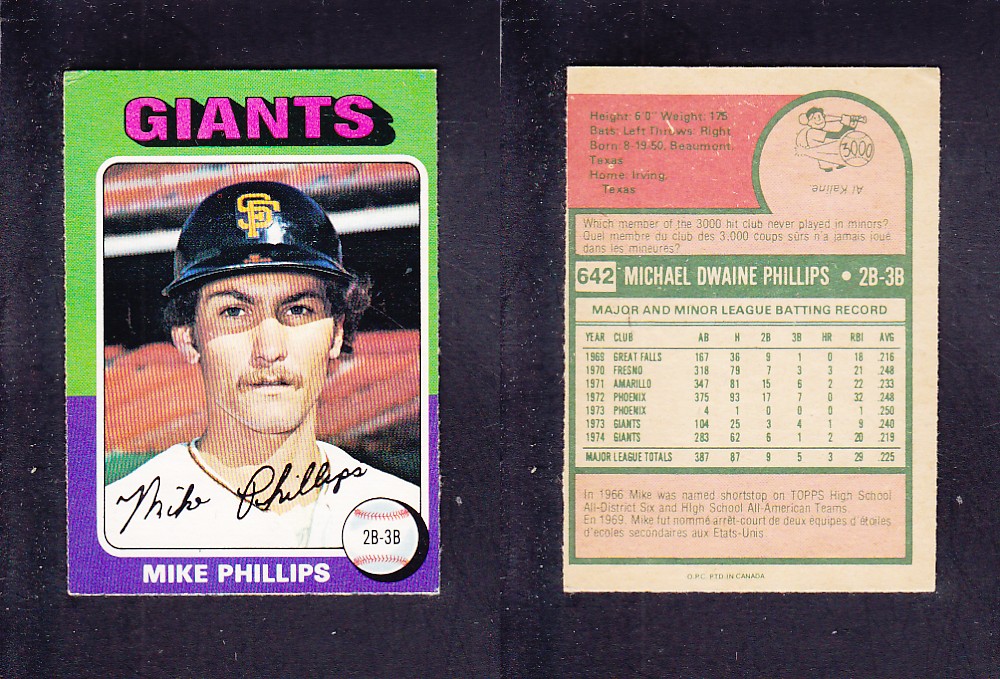 GIANTS
SF
Mike Phillips
2B-3B
MIKE PHILLIPS
Height: 6'0" Weight: 175
Bats: Left Throws: Right
Born: 8-19-50, Beaumont,
Texas
Home: Irving,
Texas
3000
Al Kaline.
Which member of the 3000 hit club never played in minors?
Quel membre du club des 3,000 coups sûrs n'a jamais joué
dans les mineures?
642 MICHAEL DWAINE PHILLIPS • 2B-3B
MAJOR AND MINOR LEAGUE BATTING RECORD
YEAR CLUB AB H 2B 3B HR RBI AVG
1969 GREAT FALLS 167 36 9 1 0 18 .216
1970 FRESNO 318 79 7 3 3 21 .248
1971 AMARILLO 347 81 15 6 2 22 .233
1972 PHOENIX 375 93 17 7 0 32 .248
1973 PHOENIX 4 1 0 0 0 1 .250
1973 GIANTS 104 25 3 4 1 9 .240
1974 GIANTS 283 62 6 1 2 20 .219
MAJOR LEAGUE TOTALS 387 87 9 5 3 29 .225
In 1966 Mike was named shortstop on TOPPS High School
All-District Six and High School All-American Teams.
En 1969, Mike fut nommé arrêt-court de deux équipes d'étoiles
d'écoles secondaires aux Etats-Unis.
O.P.C. PTD. IN CANADA